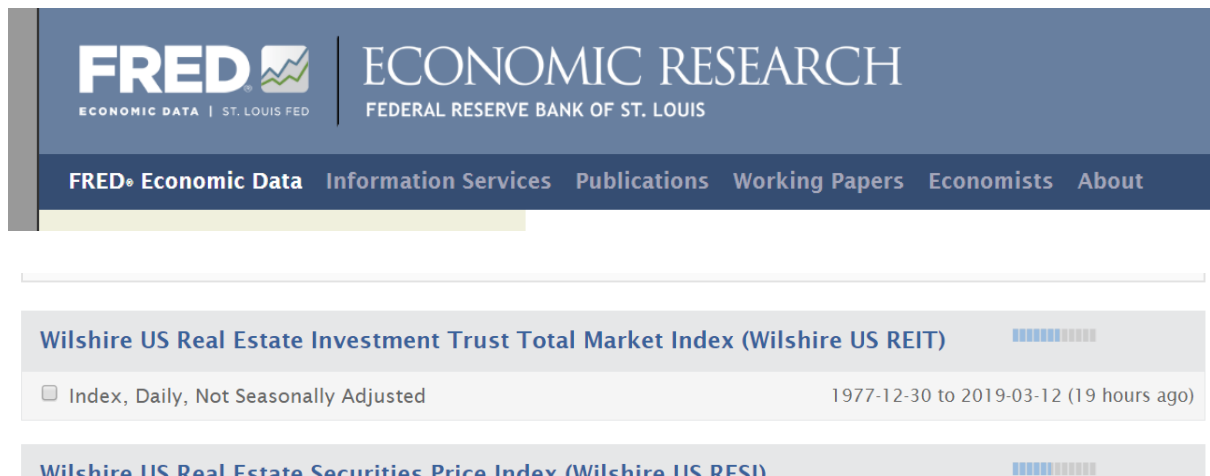 FRED®
ECONOMIC DATA | ST. LOUIS FED
ECONOMIC RESEARCH
FEDERAL RESERVE BANK OF ST. LOUIS
FRED® Economic Data Information Services Publications Working Papers Economists About
Wilshire US Real Estate Investment Trust Total Market Index (Wilshire US REIT)
Index, Daily, Not Seasonally Adjusted 1977-12-30 to 2019-03-12 (19 hours ago)
Wilshire US Real Estate Securities Price Index (Wilshire US RESI)